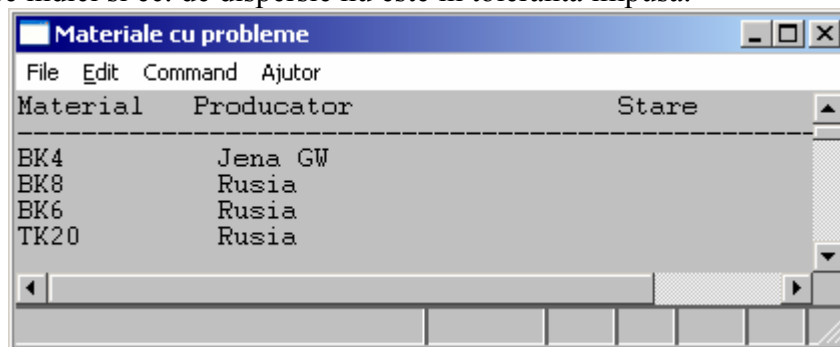 Materiale cu probleme
File Edit Command Ajutor
Material Producator Stare
BK4 Jena GW
BK8 Rusia
BK6 Rusia
TK20 Rusia